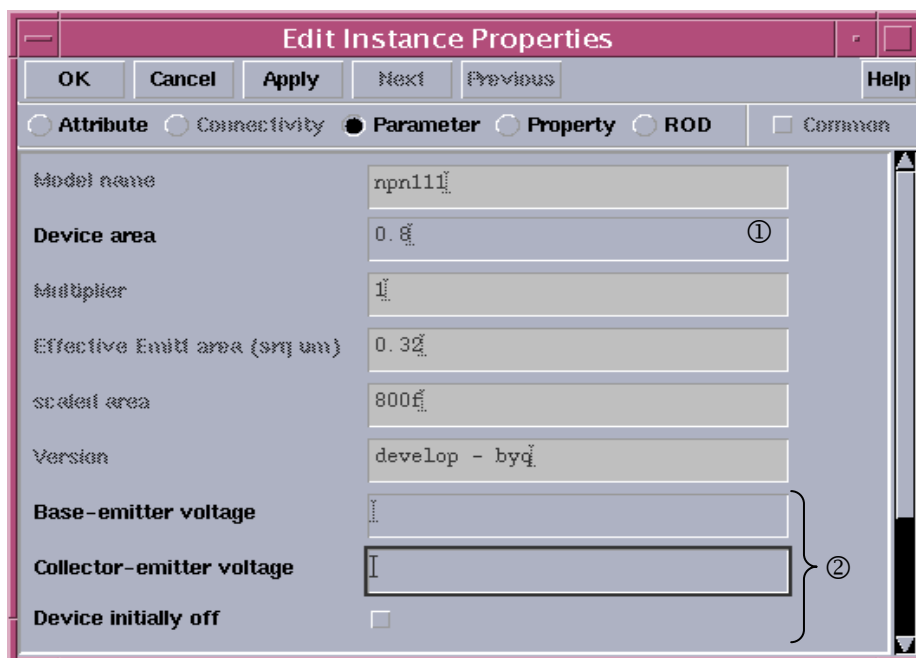 Edit Instance Properties
OK Cancel Apply Next Previous Help
Attribute Connectivity Parameter Property ROD Common
Model name npn111
Device area 0.8 ①
Multiplier 1
Effective Emitt area (srq um) 0.32
scaled area 800f
Version develop - byq
Base-emitter voltage
Collector-emitter voltage ②
Device initially off